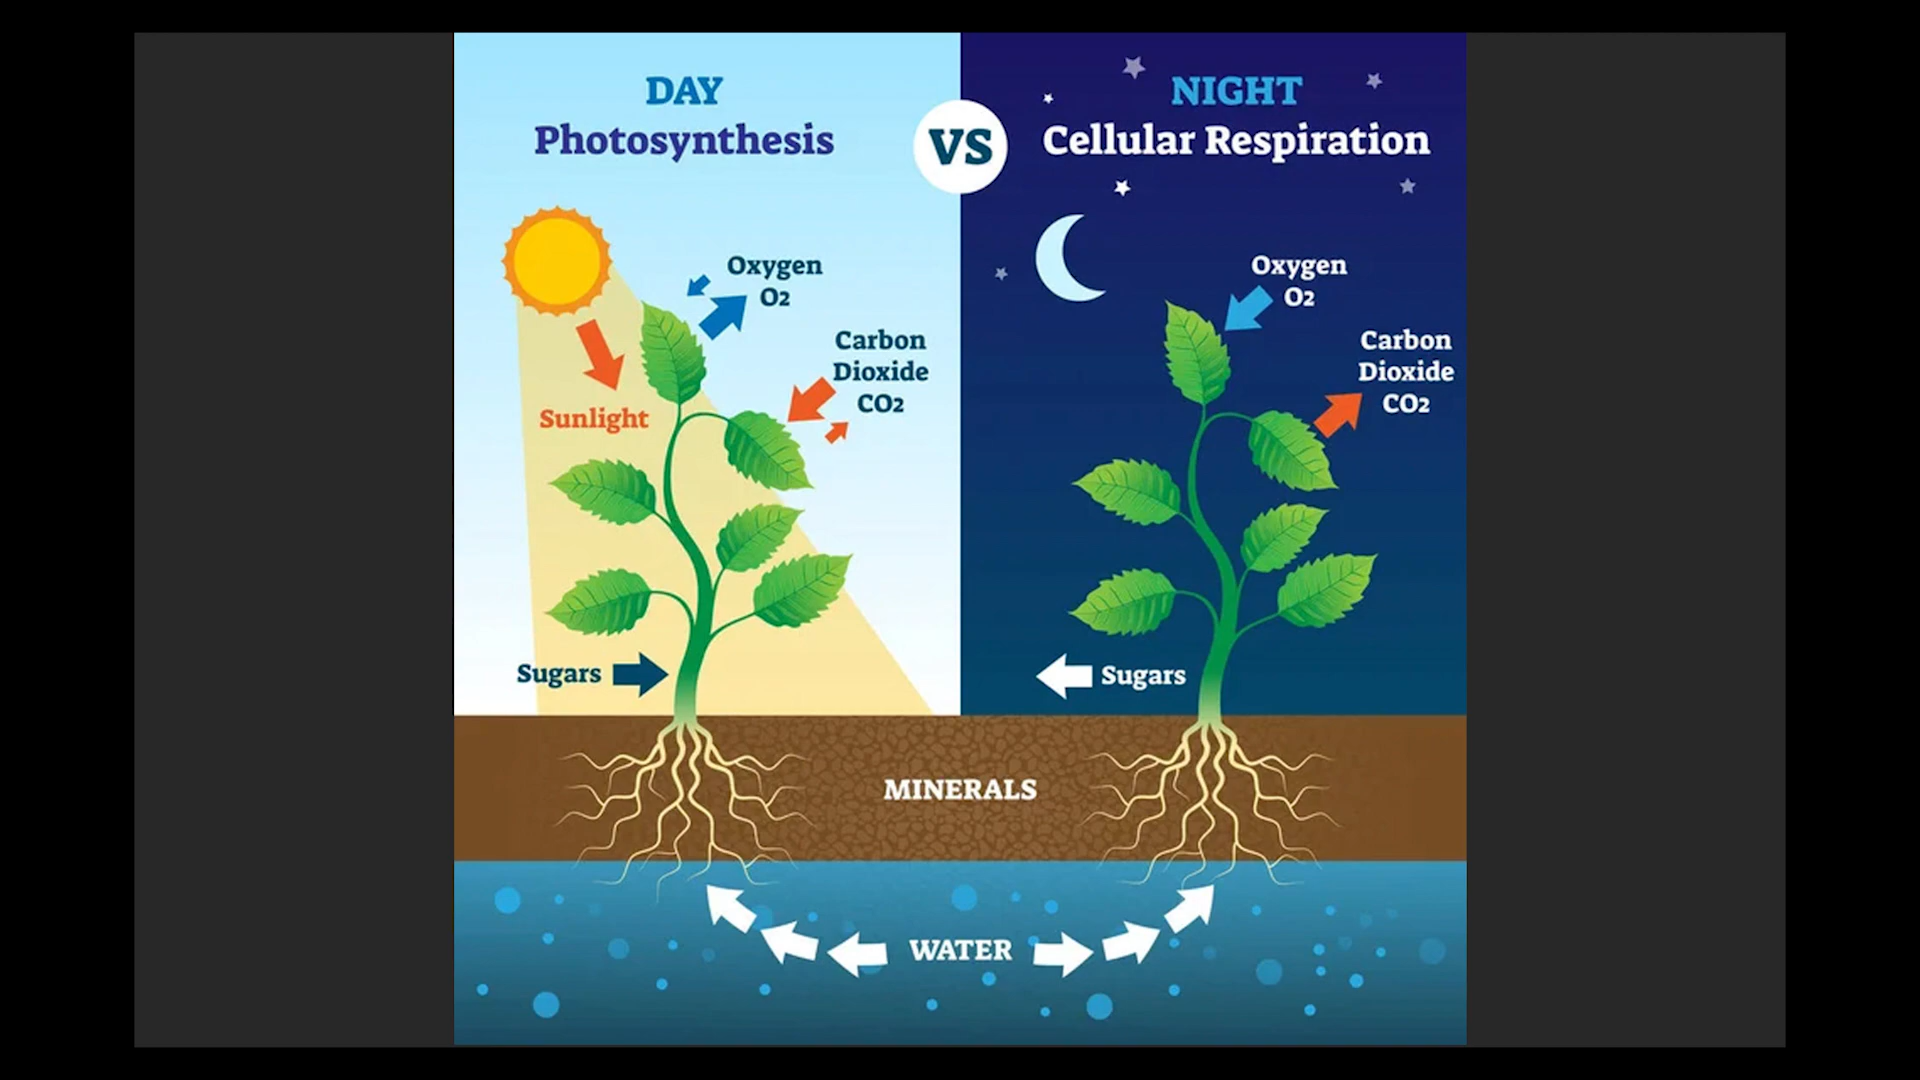 DAY
Photosynthesis
VS
NIGHT
Cellular Respiration
Oxygen
O2
Carbon
Dioxide
CO2
Sunlight
Sugars
Oxygen
O2
Carbon
Dioxide
CO2
Sugars
MINERALS
WATER